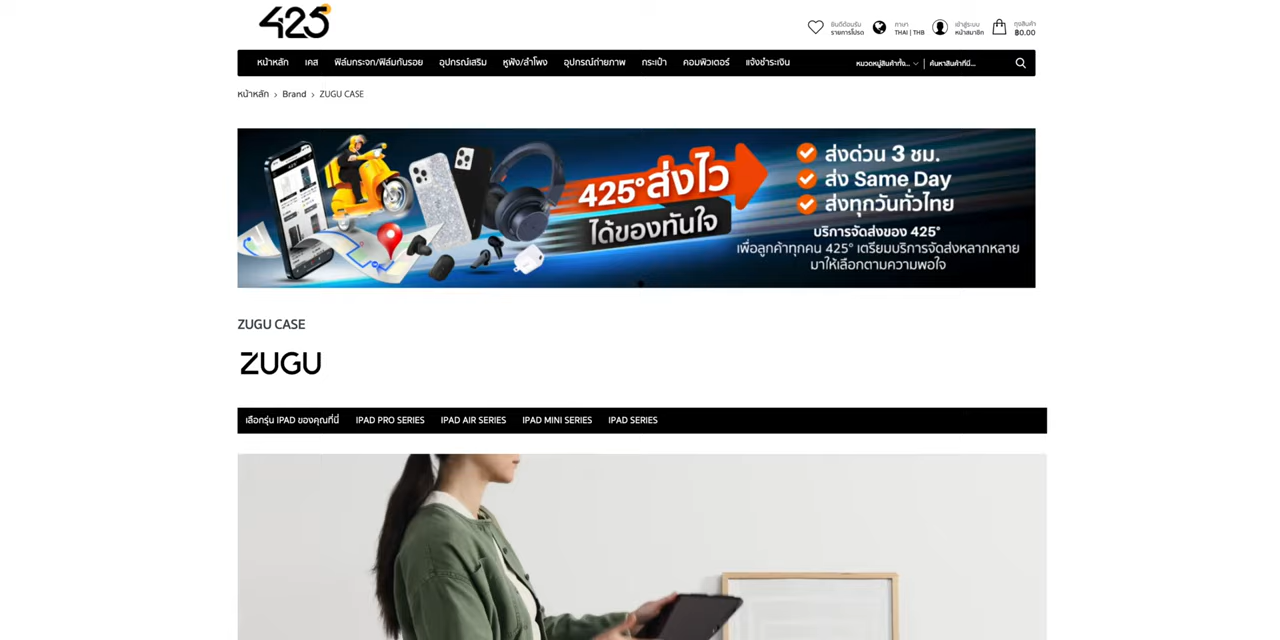 425°
ยินดีต้อนรับ
รายการโปรด
ภาษา
THAI | THB
เข้าสู่ระบบ
หน้าสมาชิก
ถุงสินค้า
฿0.00
หน้าหลัก เคส ฟิล์มกระจก/ฟิล์มกันรอย อุปกรณ์เสริม หูฟัง/ลำโพง อุปกรณ์ถ่ายภาพ กระเป๋า คอมพิวเตอร์ แจ้งชำระเงิน หมวดหมู่สินค้าทั้ง... | ค้นหาสินค้าที่นี่...
หน้าหลัก › Brand › ZUGU CASE
425°ส่งไว
ได้ของทันใจ
ส่งด่วน 3 ชม.
ส่ง Same Day
ส่งทุกวันทั่วไทย
บริการจัดส่งของ 425°
เพื่อลูกค้าทุกคน 425° เตรียมบริการจัดส่งหลากหลาย
มาให้เลือกตามความพอใจ
ZUGU CASE
ZUGU
เลือกรุ่น IPAD ของคุณที่นี่ IPAD PRO SERIES IPAD AIR SERIES IPAD MINI SERIES IPAD SERIES